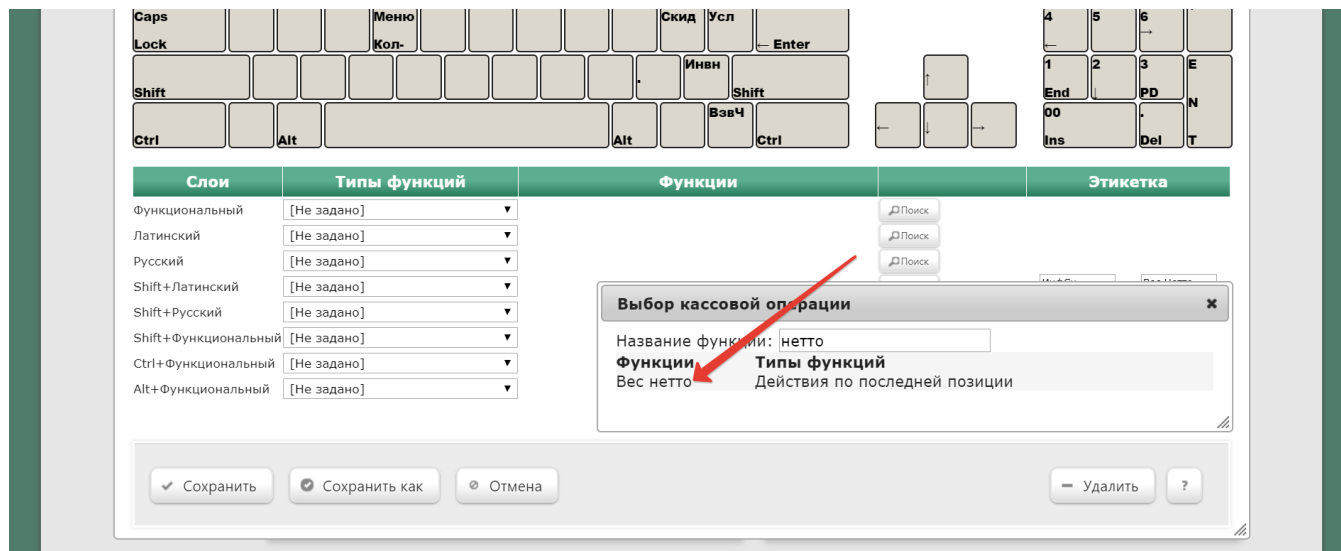 Caps Меню Скид Усл 4 5 6
Lock Кол- ← Enter ← →
Инвн 1 2 3 E
Shift . Shift ↑ End ↓ PD
N
ВзвЧ 00 .
Ctrl Alt Alt Ctrl ← ↓ → Ins Del T
Слои Типы функций Функции Этикетка
Функциональный [Не задано] Поиск
Латинский [Не задано] Поиск
Русский [Не задано] Поиск
Shift+Латинский [Не задано]
Shift+Русский [Не задано]
Shift+Функциональный [Не задано]
Ctrl+Функциональный [Не задано]
Alt+Функциональный [Не задано]
Выбор кассовой операции
Название функции: нетто
Функции Типы функций
Вес нетто Действия по последней позиции
Сохранить Сохранить как Отмена Удалить ?